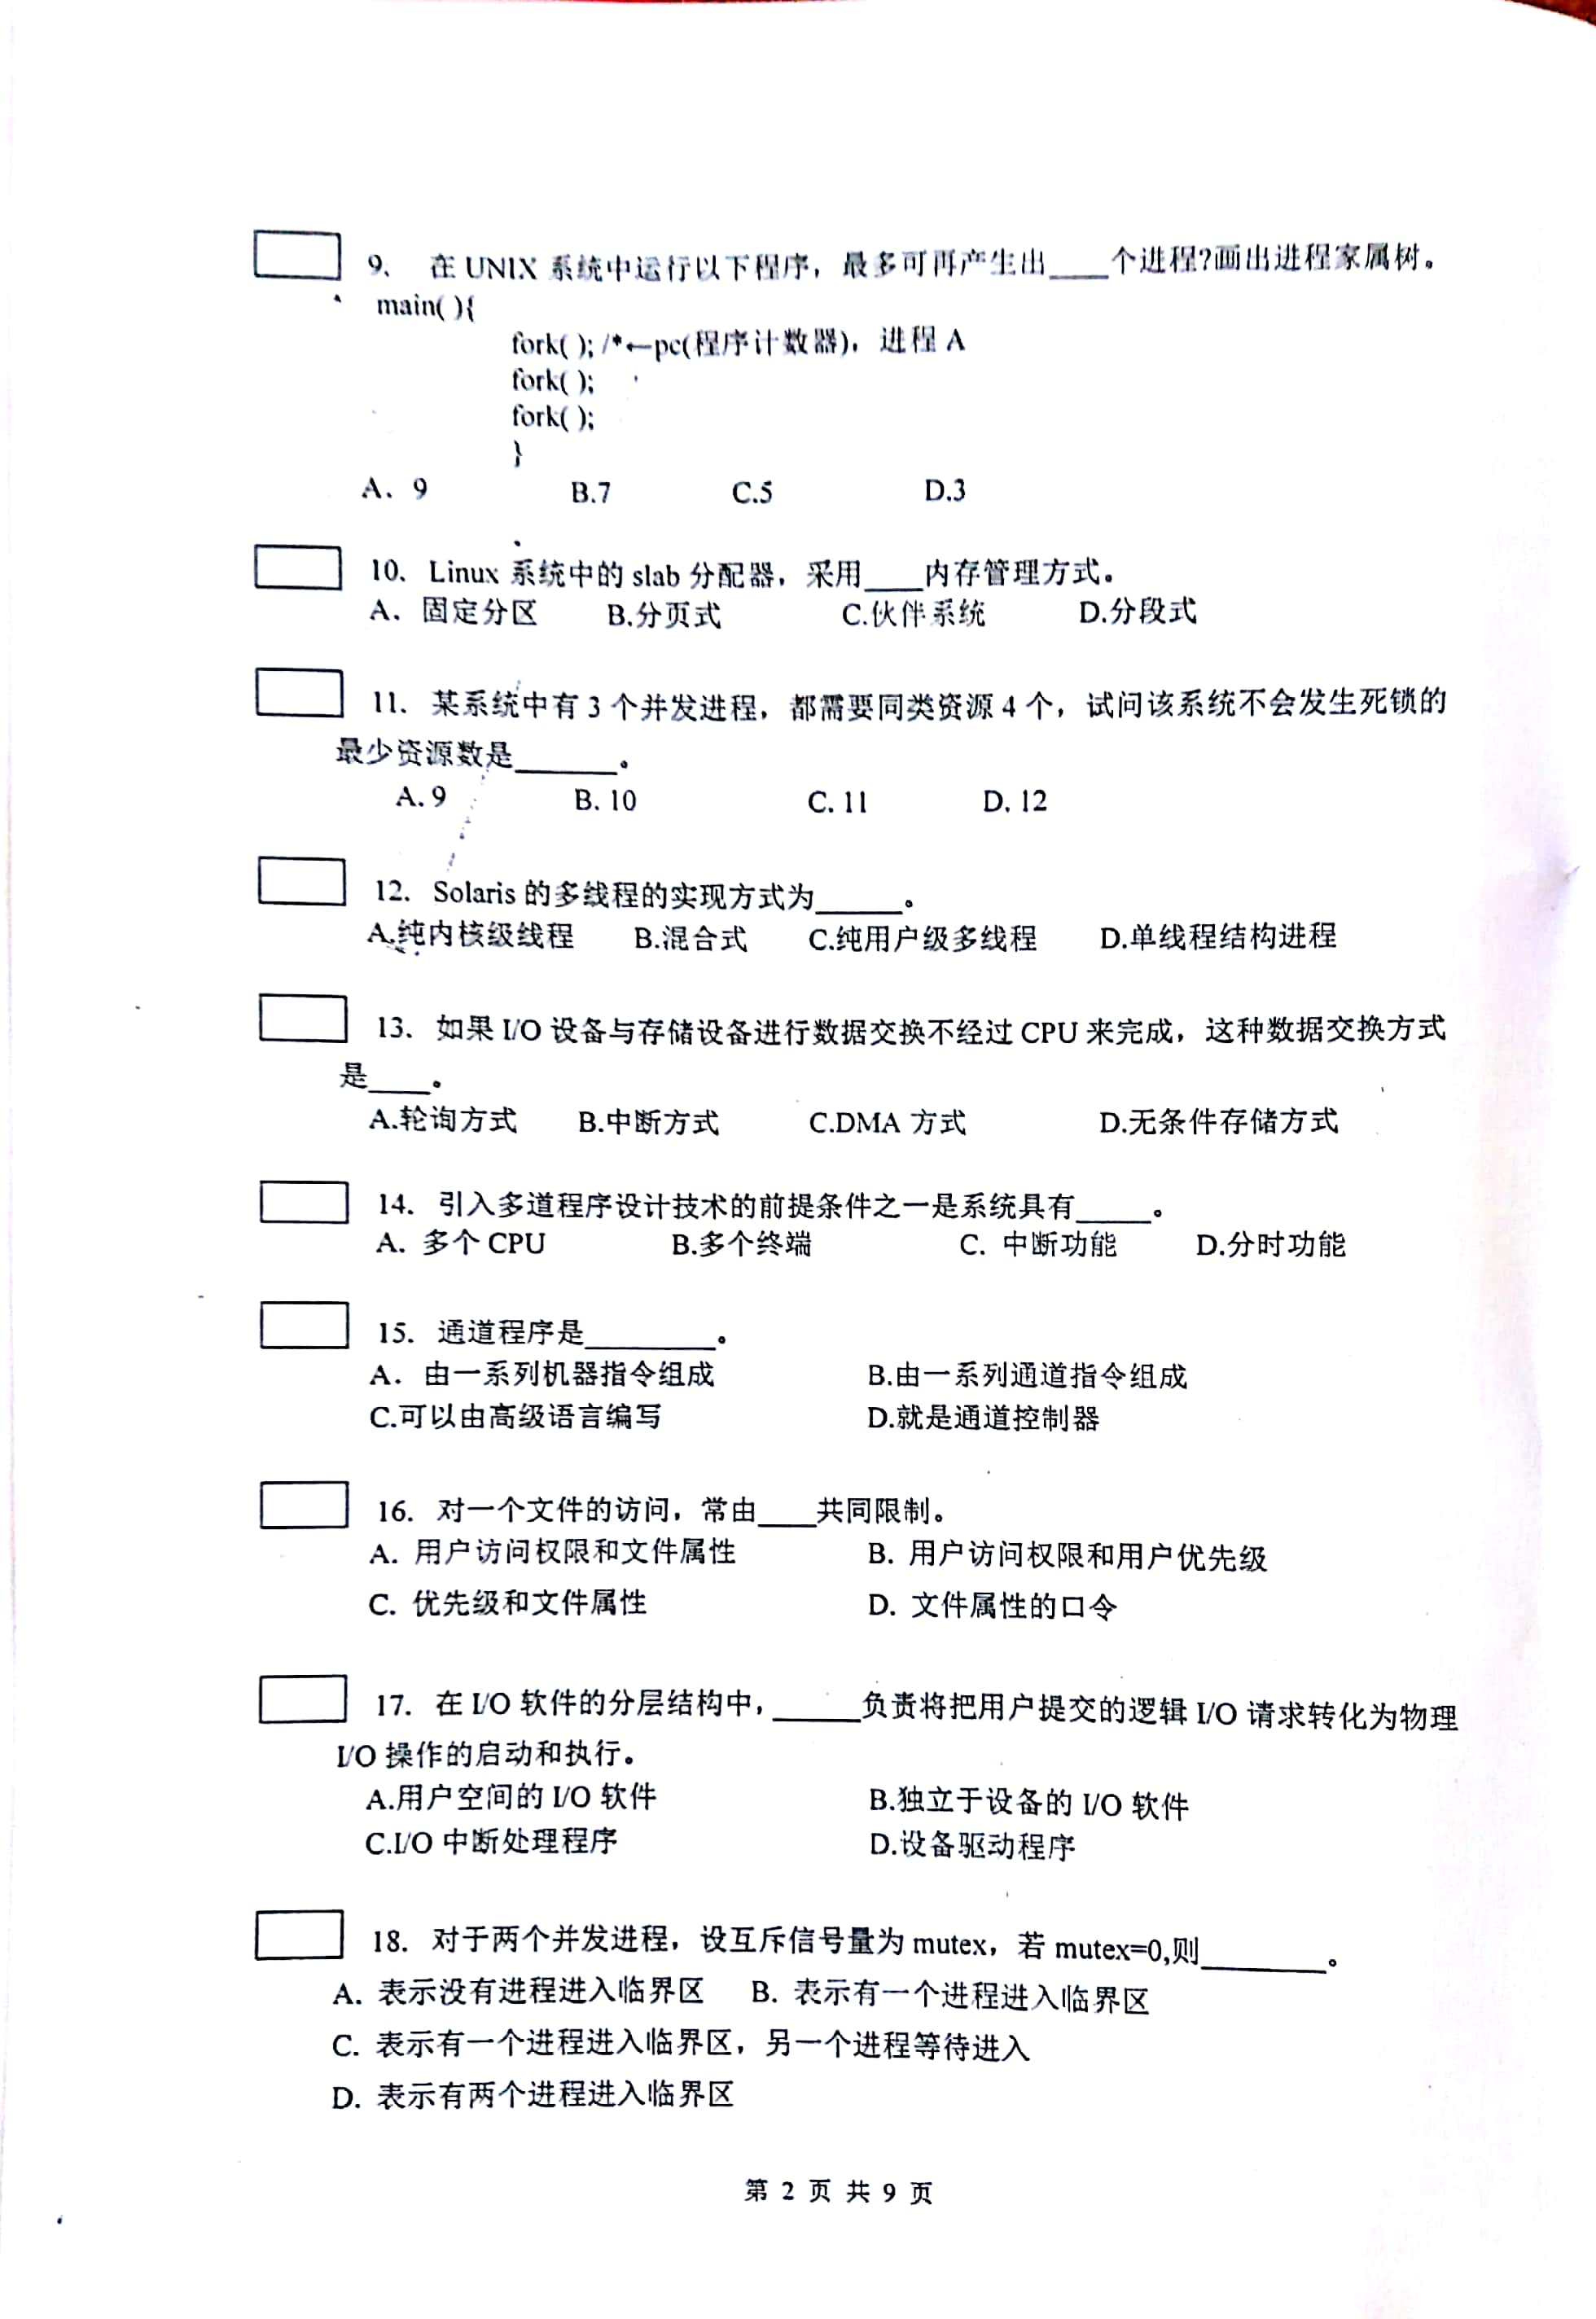 9、 在 UNIX 系统中运行以下程序，最多可再产生出____个进程?画出进程家属树。
main( ){
fork( ); /*←pc(程序计数器)，进程 A
fork( );
fork( );
}
A、9 B.7 C.5 D.3
10. Linux 系统中的 slab 分配器，采用____内存管理方式。
A. 固定分区 B.分页式 C.伙伴系统 D.分段式
11. 某系统中有 3 个并发进程，都需要同类资源 4 个，试问该系统不会发生死锁的
最少资源数是_______。
A. 9 B. 10 C. 11 D. 12
12. Solaris 的多线程的实现方式为______。
A.纯内核级线程 B.混合式 C.纯用户级多线程 D.单线程结构进程
13. 如果 I/O 设备与存储设备进行数据交换不经过 CPU 来完成，这种数据交换方式
是____。
A.轮询方式 B.中断方式 C.DMA 方式 D.无条件存储方式
14. 引入多道程序设计技术的前提条件之一是系统具有_____。
A. 多个 CPU B.多个终端 C. 中断功能 D.分时功能
15. 通道程序是_________。
A. 由一系列机器指令组成 B.由一系列通道指令组成
C.可以由高级语言编写 D.就是通道控制器
16. 对一个文件的访问，常由____共同限制。
A. 用户访问权限和文件属性 B. 用户访问权限和用户优先级
C. 优先级和文件属性 D. 文件属性的口令
17. 在 I/O 软件的分层结构中，______负责将把用户提交的逻辑 I/O 请求转化为物理
I/O 操作的启动和执行。
A.用户空间的 I/O 软件 B.独立于设备的 I/O 软件
C.I/O 中断处理程序 D.设备驱动程序
18. 对于两个并发进程，设互斥信号量为 mutex，若 mutex=0,则_________。
A. 表示没有进程进入临界区 B. 表示有一个进程进入临界区
C. 表示有一个进程进入临界区，另一个进程等待进入
D. 表示有两个进程进入临界区
第 2 页 共 9 页